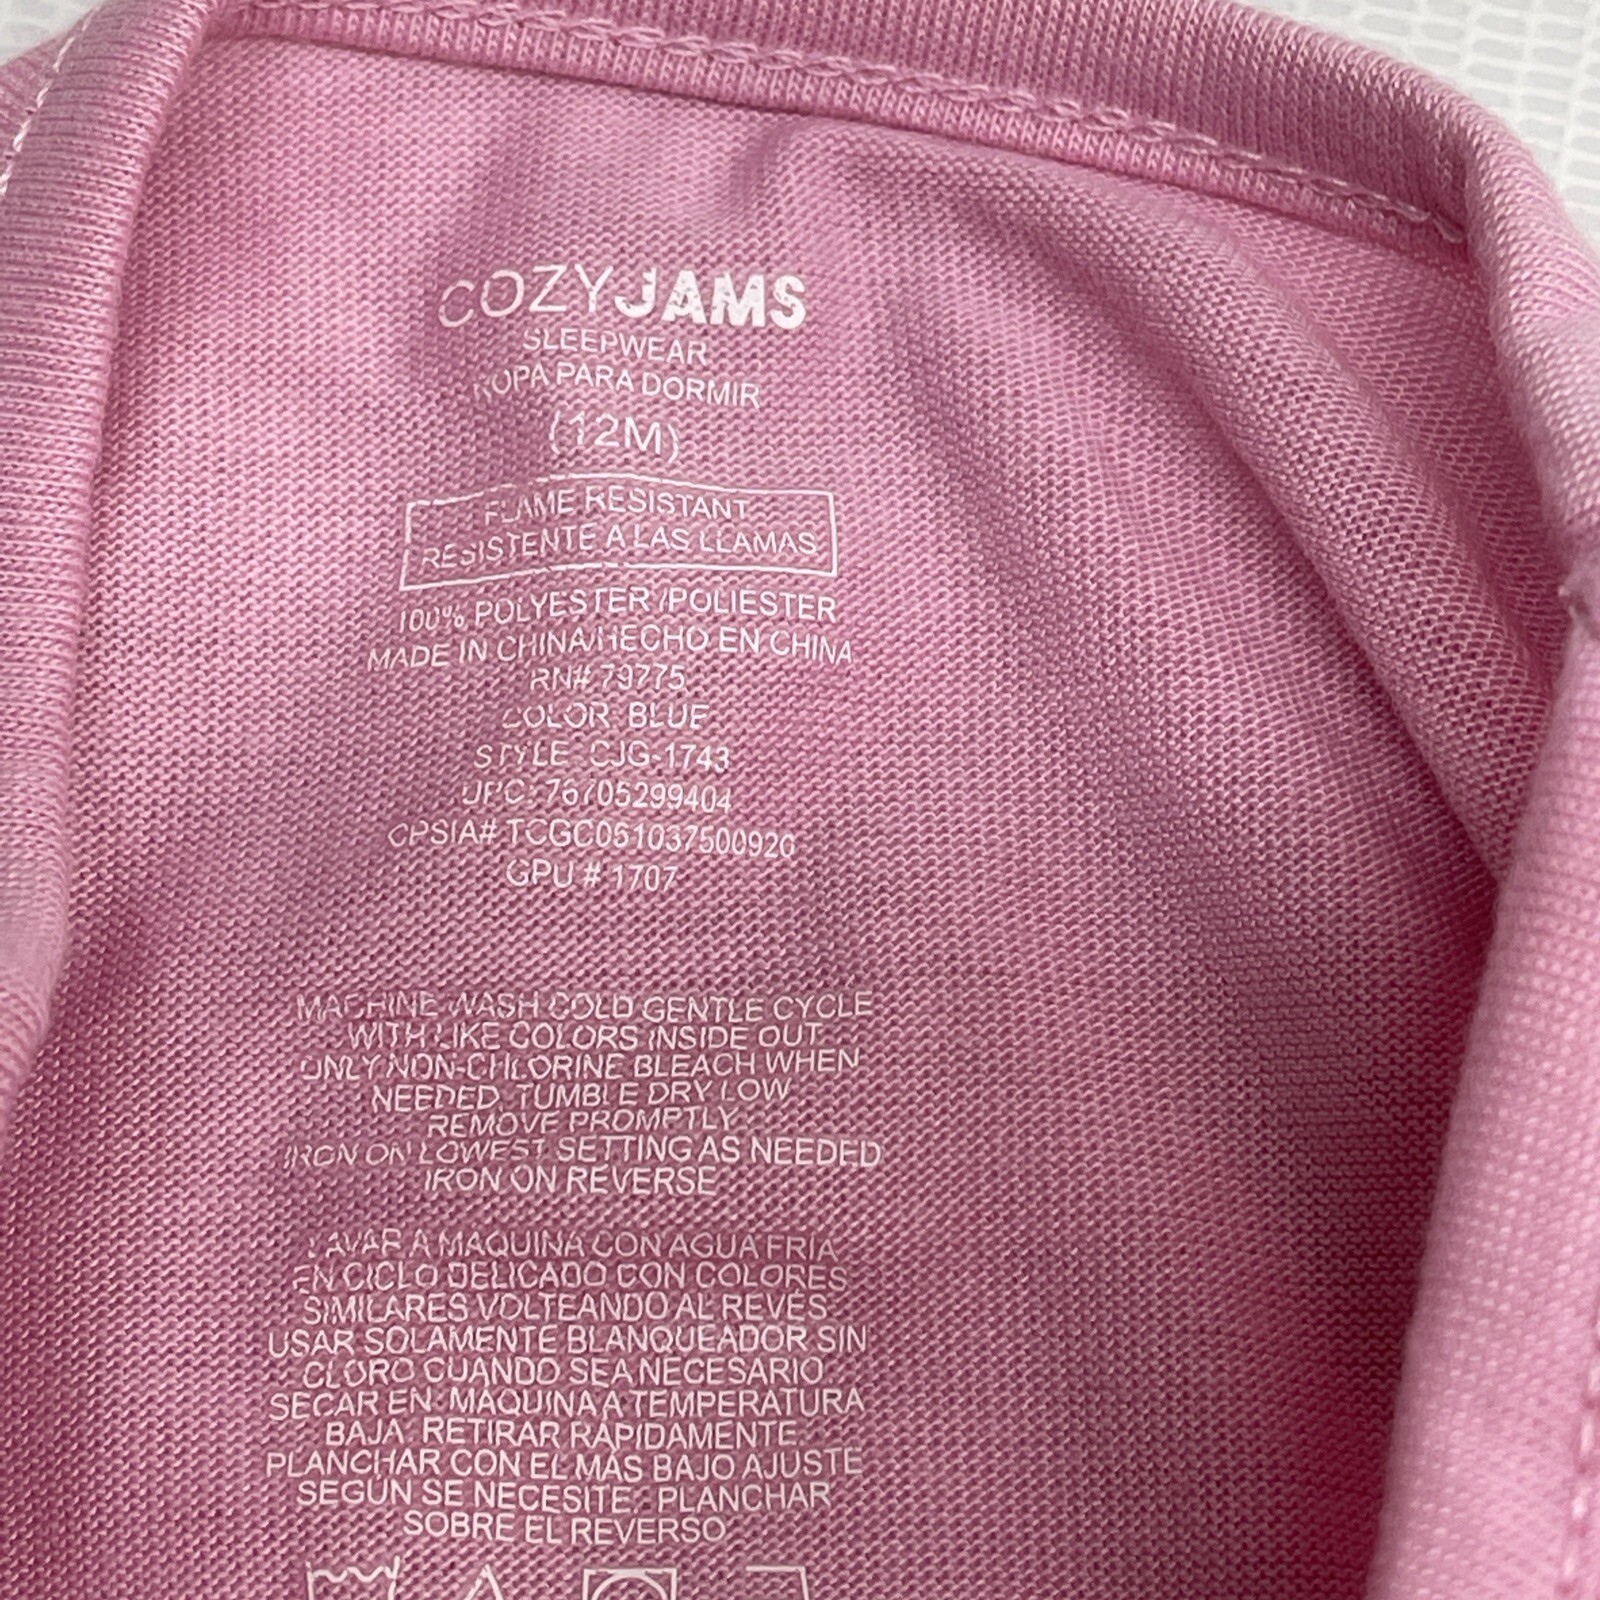 COZYJAMS
SLEEPWEAR
ROPA PARA DORMIR
(12M)
FLAME RESISTANT
RESISTENTE A LAS LLAMAS
100% POLYESTER/POLIESTER
MADE IN CHINA/HECHO EN CHINA
RN# 79775
COLOR: BLUE
STYLE: CJG-1743
UPC: 76705299404
CPSIA# TCGC061037500920
GPU # 1707
MACHINE WASH COLD GENTLE CYCLE
WITH LIKE COLORS INSIDE OUT
ONLY NON-CHLORINE BLEACH WHEN
NEEDED. TUMBLE DRY LOW
REMOVE PROMPTLY
IRON ON LOWEST SETTING AS NEEDED
IRON ON REVERSE
LAVAR A MAQUINA CON AGUA FRÍA
EN CICLO DELICADO CON COLORES
SIMILARES VOLTEANDO AL REVES
USAR SOLAMENTE BLANQUEADOR SIN
CLORO CUANDO SEA NECESARIO.
SECAR EN MAQUINA A TEMPERATURA
BAJA. RETIRAR RÁPIDAMENTE.
PLANCHAR CON EL MÁS BAJO AJUSTE
SEGÚN SE NECESITE. PLANCHAR
SOBRE EL REVERSO